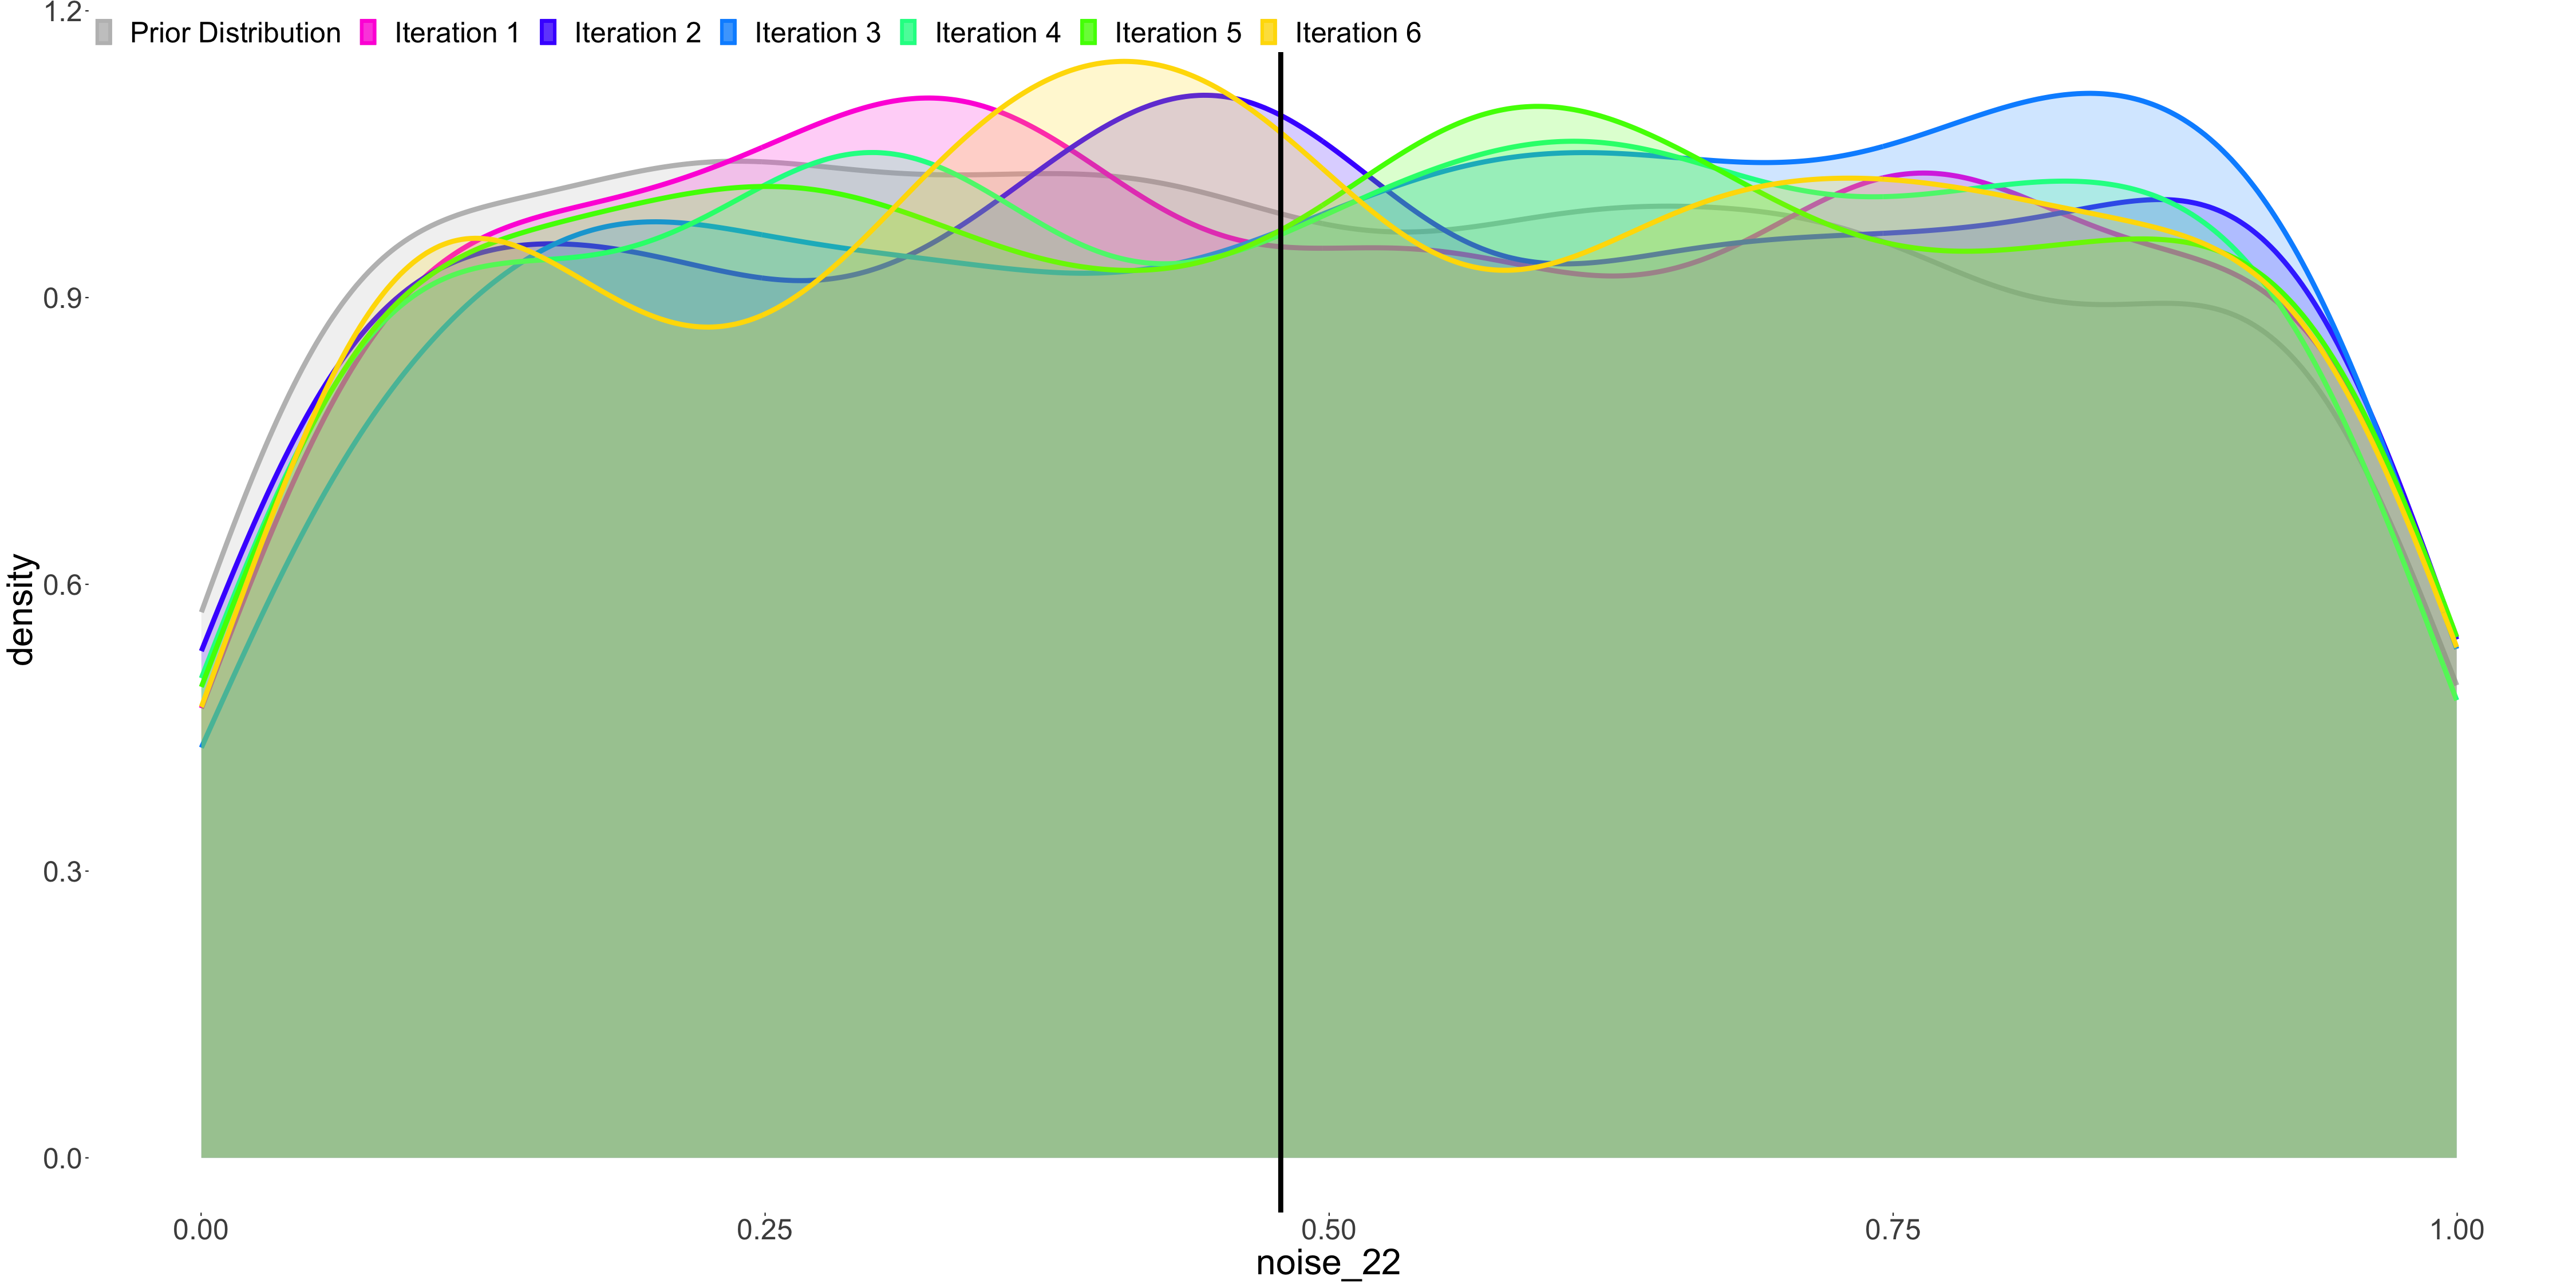 1.2
Prior Distribution Iteration 1 Iteration 2 Iteration 3 Iteration 4 Iteration 5 Iteration 6
0.9
density
0.6
0.3
0.0
0.00 0.25 0.50 0.75 1.00
noise_22